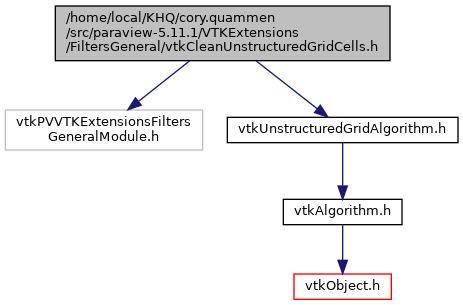 /home/local/KHQ/cory.quammen
/src/paraview-5.11.1/VTKExtensions
/FiltersGeneral/vtkCleanUnstructuredGridCells.h
vtkPVVTKExtensionsFilters
GeneralModule.h
vtkUnstructuredGridAlgorithm.h
vtkAlgorithm.h
vtkObject.h